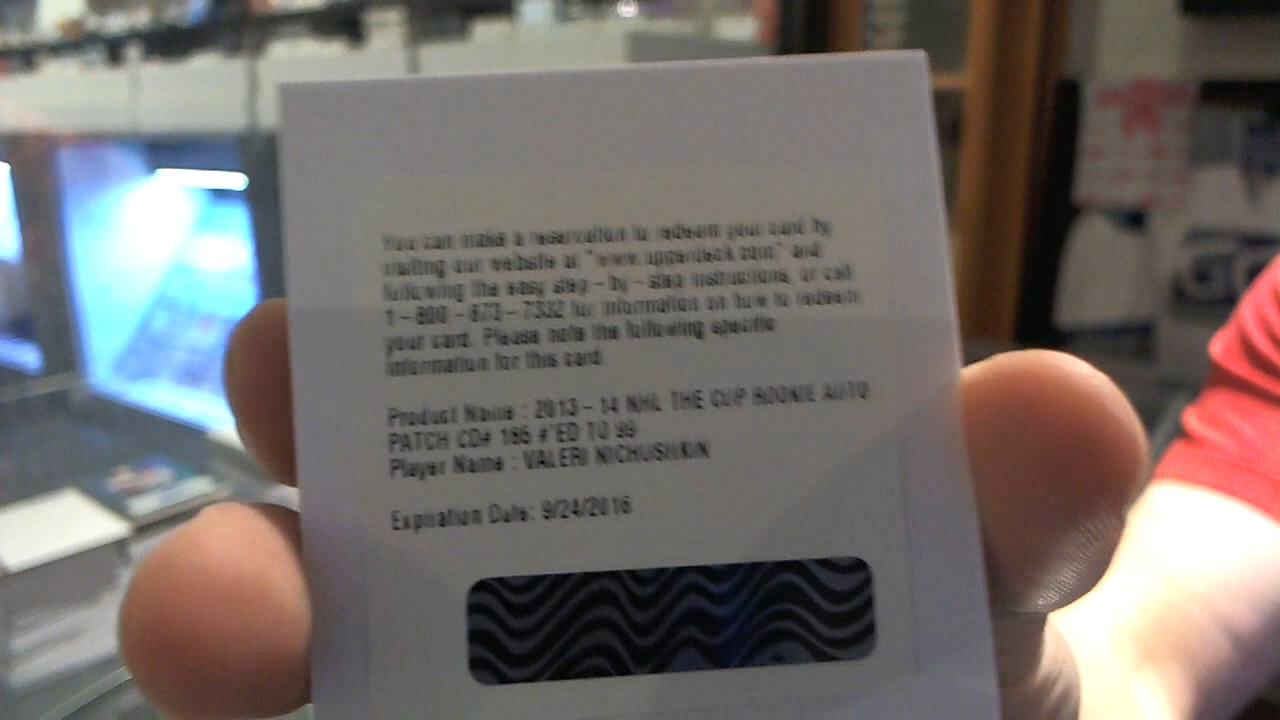 You can make a reservation to redeem your card by
visiting our website at "www.upperdeck.com" and
following the easy step-by-step instructions, or call
1-800-873-7332 for information on how to redeem
your card. Please note the following specific
information for this card.
Product Name : 2013-14 NHL THE CUP ROOKIE AUTO
PATCH CD# 186 #'ED TO 99
Player Name : VALERI NICHUSHKIN
Expiration Date: 9/24/2016